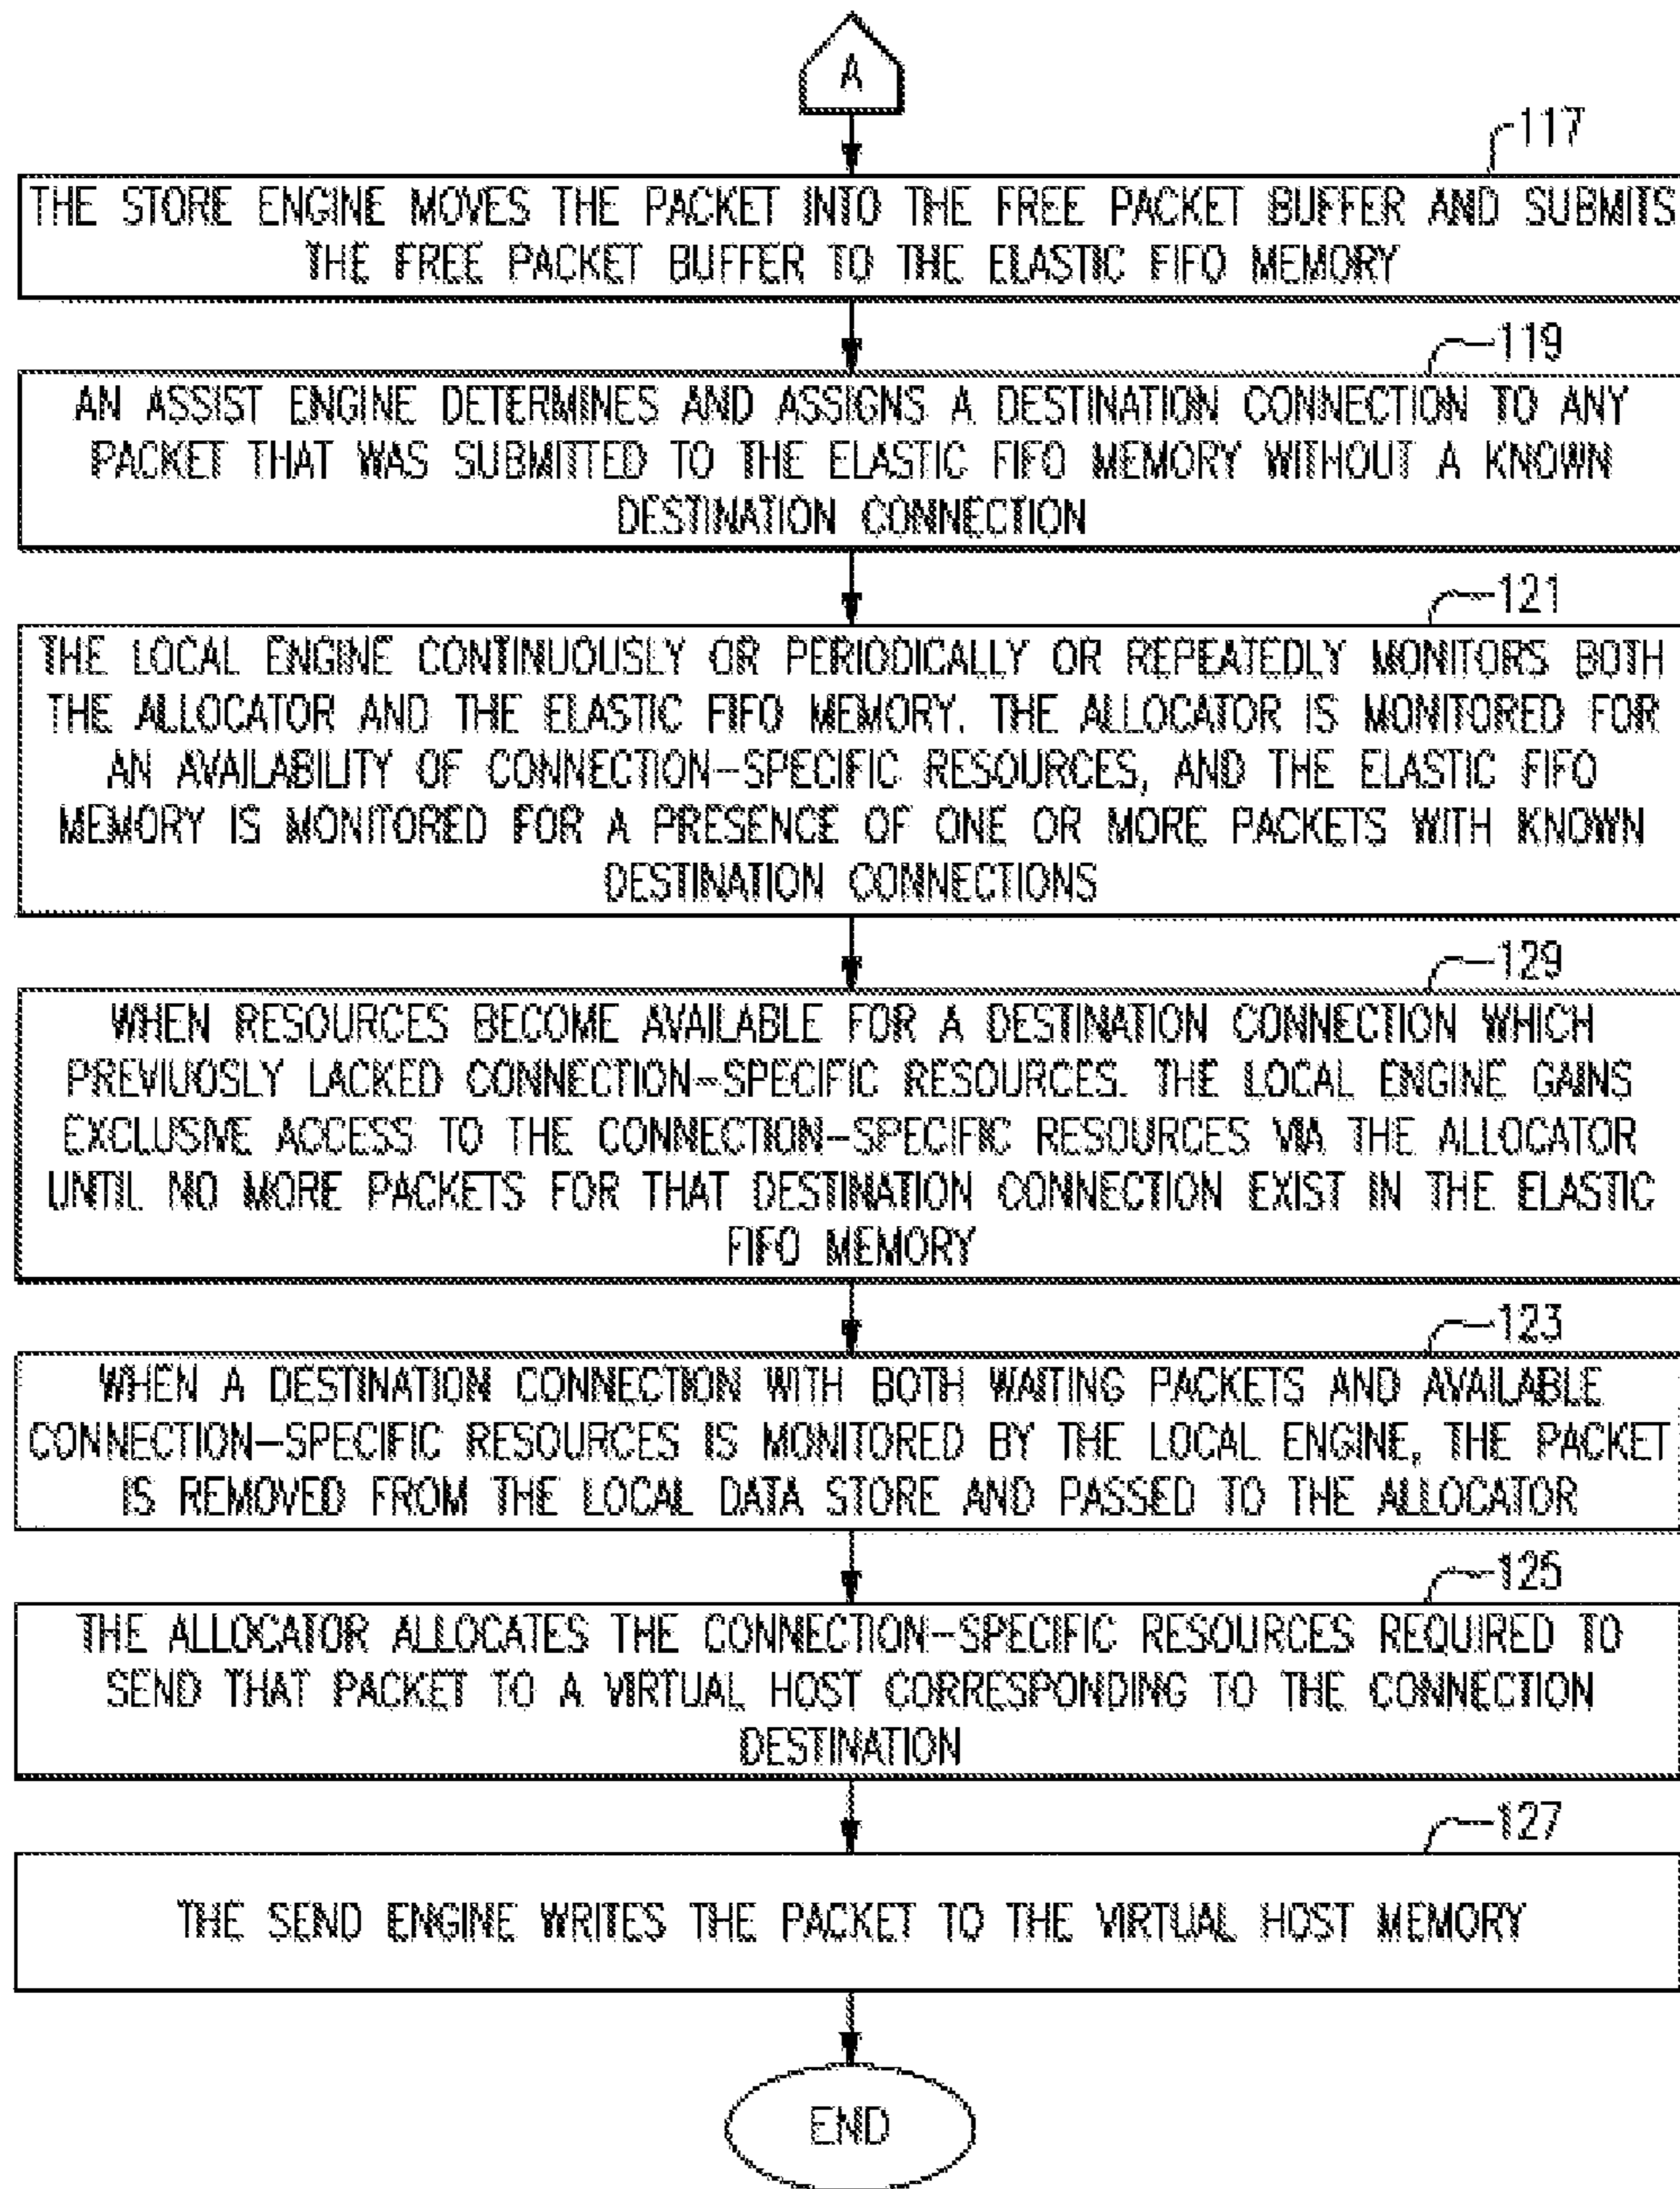 A
117
THE STORE ENGINE MOVES THE PACKET INTO THE FREE PACKET BUFFER AND SUBMITS
THE FREE PACKET BUFFER TO THE ELASTIC FIFO MEMORY
119
AN ASSIST ENGINE DETERMINES AND ASSIGNS A DESTINATION CONNECTION TO ANY
PACKET THAT WAS SUBMITTED TO THE ELASTIC FIFO MEMORY WITHOUT A KNOWN
DESTINATION CONNECTION
121
THE LOCAL ENGINE CONTINUOUSLY OR PERIODICALLY OR REPEATEDLY MONITORS BOTH
THE ALLOCATOR AND THE ELASTIC FIFO MEMORY. THE ALLOCATOR IS MONITORED FOR
AN AVAILABILITY OF CONNECTION-SPECIFIC RESOURCES, AND THE ELASTIC FIFO
MEMORY IS MONITORED FOR A PRESENCE OF ONE OR MORE PACKETS WITH KNOWN
DESTINATION CONNECTIONS
129
WHEN RESOURCES BECOME AVAILABLE FOR A DESTINATION CONNECTION WHICH
PREVIUOSLY LACKED CONNECTION-SPECIFIC RESOURCES. THE LOCAL ENGINE GAINS
EXCLUSIVE ACCESS TO THE CONNECTION-SPECIFIC RESOURCES VIA THE ALLOCATOR
UNTIL NO MORE PACKETS FOR THAT DESTINATION CONNECTION EXIST IN THE ELASTIC
FIFO MEMORY
123
WHEN A DESTINATION CONNECTION WITH BOTH WAITING PACKETS AND AVAILABLE
CONNECTION-SPECIFIC RESOURCES IS MONITORED BY THE LOCAL ENGINE, THE PACKET
IS REMOVED FROM THE LOCAL DATA STORE AND PASSED TO THE ALLOCATOR
125
THE ALLOCATOR ALLOCATES THE CONNECTION-SPECIFIC RESOURCES REQUIRED TO
SEND THAT PACKET TO A VIRTUAL HOST CORRESPONDING TO THE CONNECTION
DESTINATION
127
THE SEND ENGINE WRITES THE PACKET TO THE VIRTUAL HOST MEMORY
END